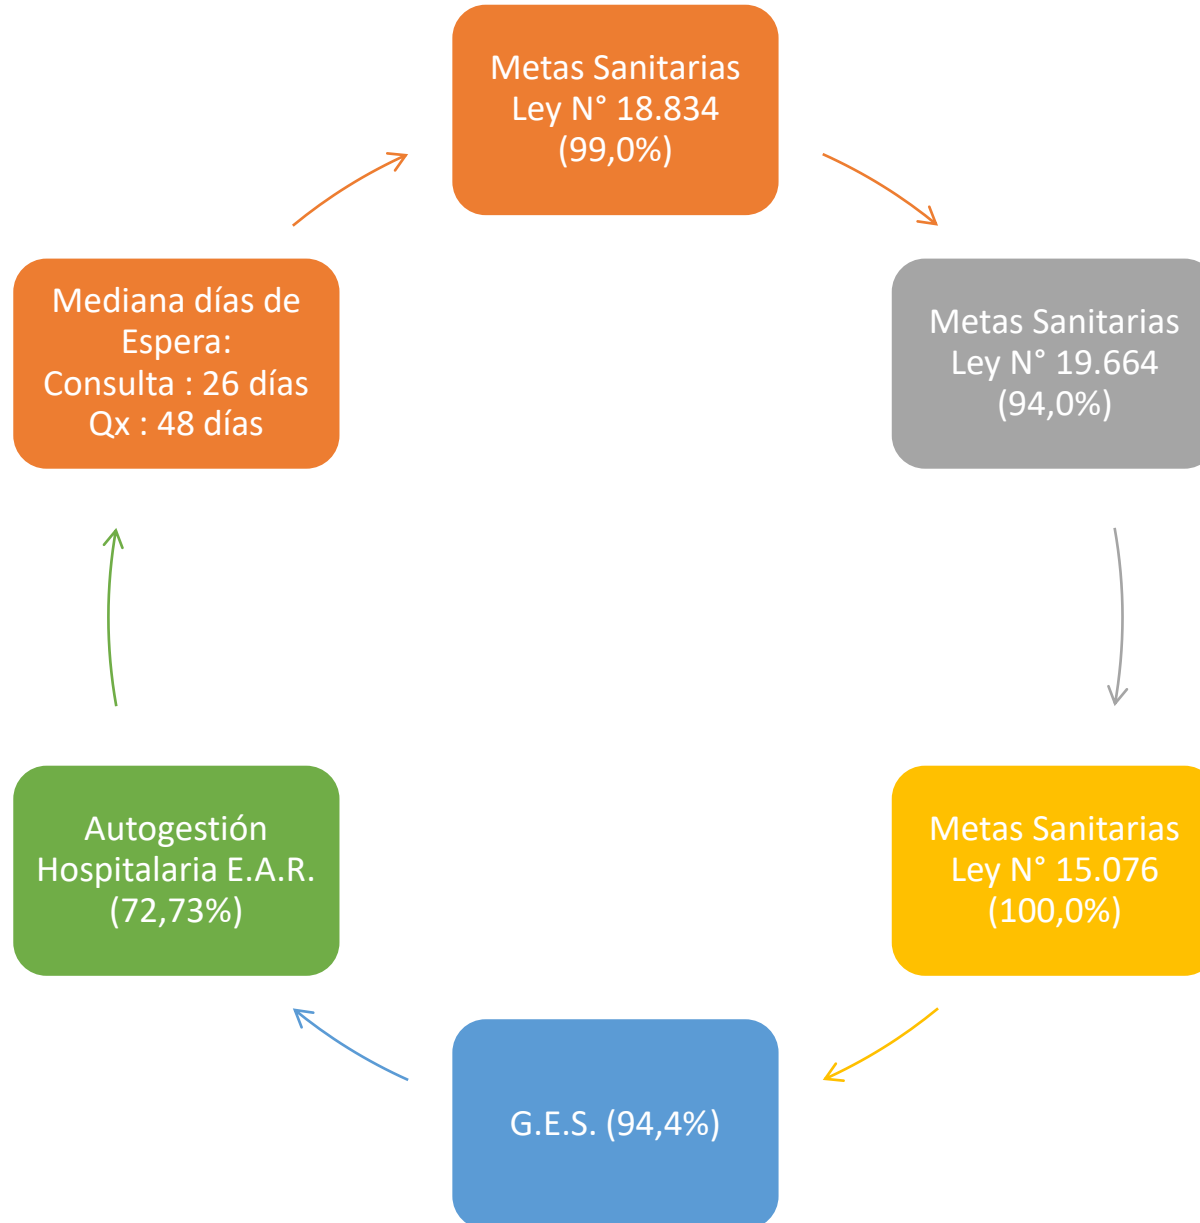 Metas Sanitarias
Ley N° 18.834
(99,0%)
Metas Sanitarias
Ley N° 19.664
(94,0%)
Metas Sanitarias
Ley N° 15.076
(100,0%)
G.E.S. (94,4%)
Autogestión
Hospitalaria E.A.R.
(72,73%)
Mediana días de
Espera:
Consulta : 26 días
Qx : 48 días